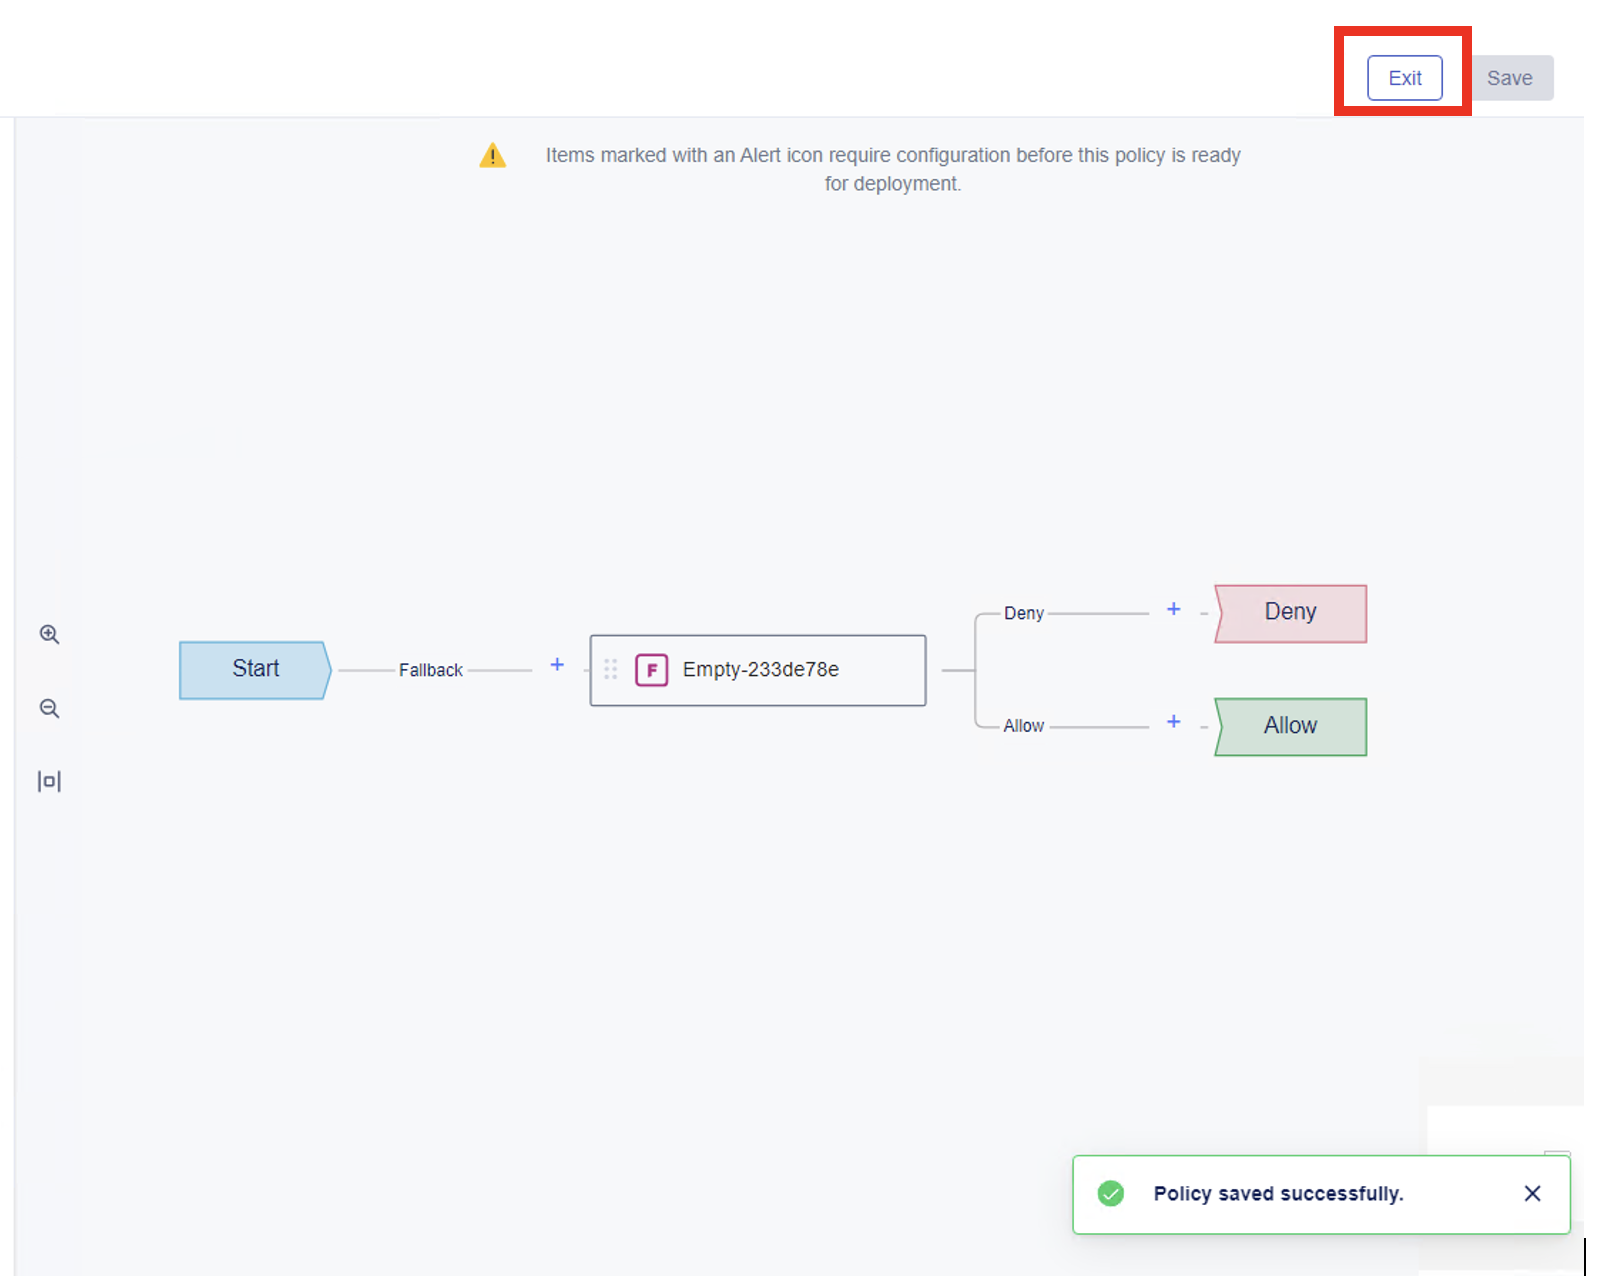 Exit
Save
Items marked with an Alert icon require configuration before this policy is ready
for deployment.
Start
Fallback
F
Empty-233de78e
Deny
Deny
Allow
Allow
Policy saved successfully.